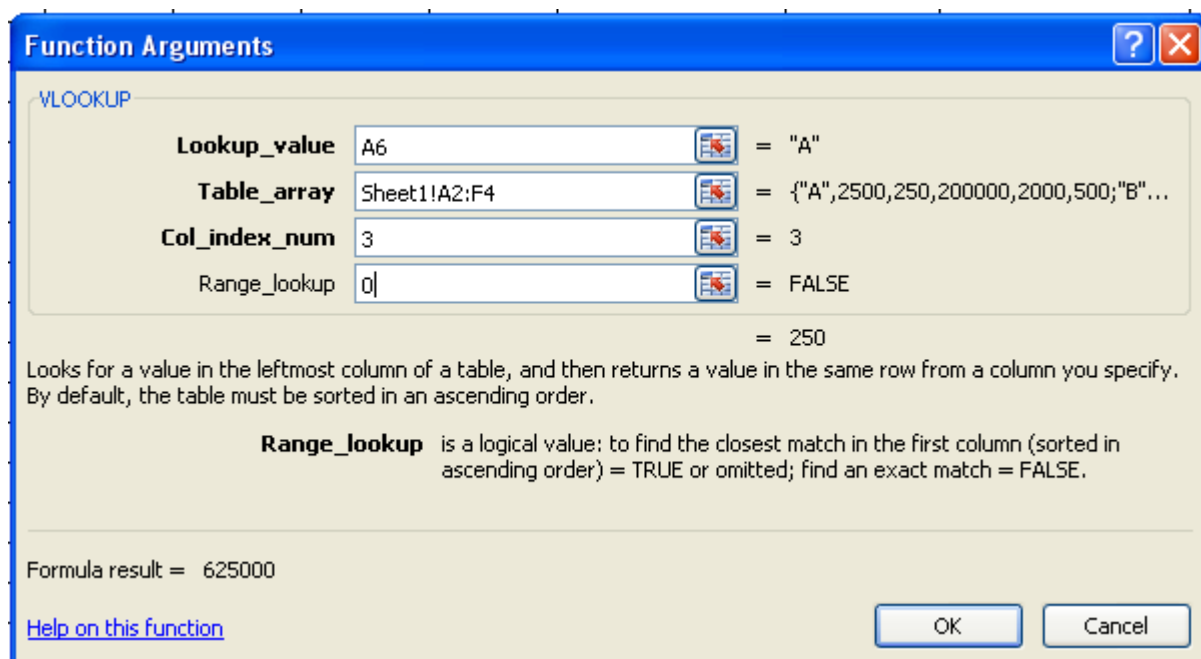 Function Arguments
VLOOKUP
Lookup_value A6 = "A"
Table_array Sheet1!A2:F4 = {"A",2500,250,200000,2000,500;"B"...
Col_index_num 3 = 3
Range_lookup 0 = FALSE
= 250
Looks for a value in the leftmost column of a table, and then returns a value in the same row from a column you specify.
By default, the table must be sorted in an ascending order.
Range_lookup is a logical value: to find the closest match in the first column (sorted in
ascending order) = TRUE or omitted; find an exact match = FALSE.
Formula result = 625000
Help on this function
OK Cancel